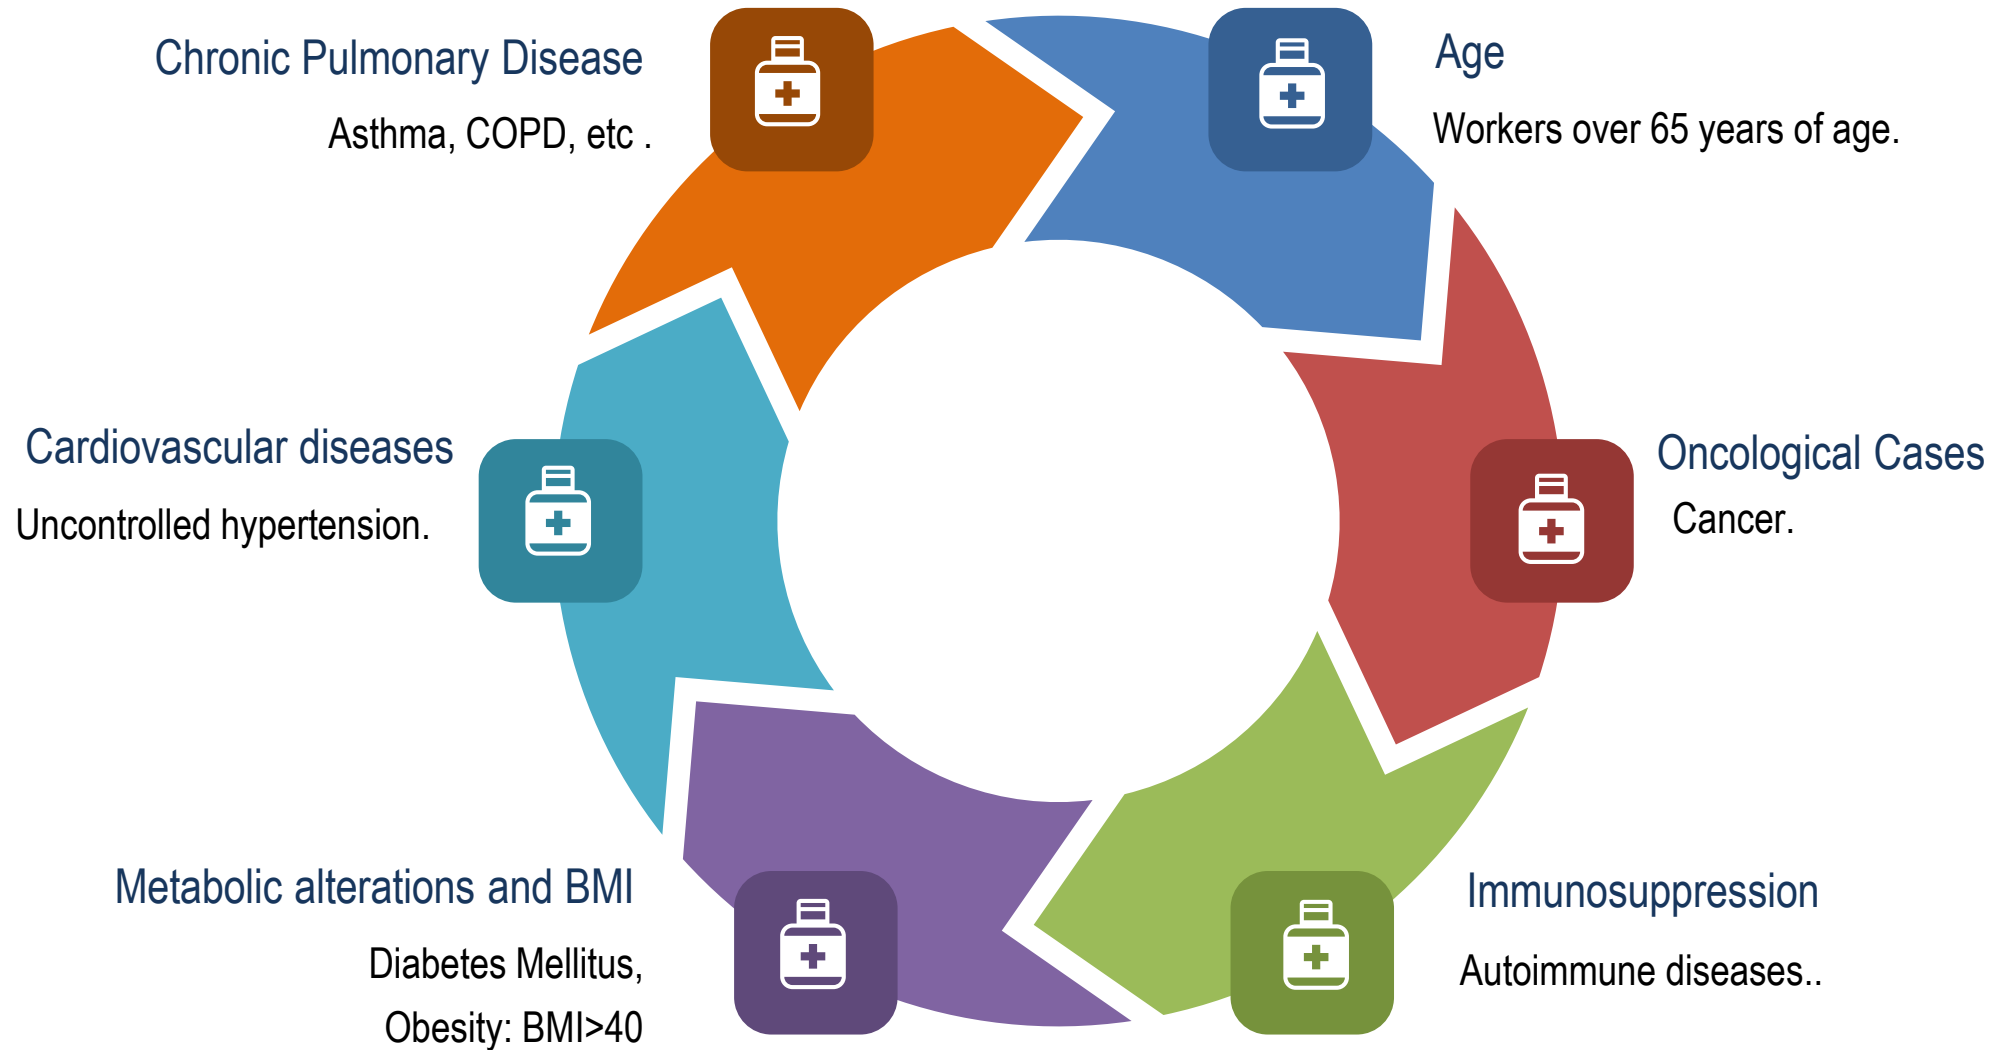 Chronic Pulmonary Disease
Asthma, COPD, etc .
Age
Workers over 65 years of age.
Cardiovascular diseases
Uncontrolled hypertension.
Oncological Cases
Cancer.
Metabolic alterations and BMI
Diabetes Mellitus,
Obesity: BMI>40
Immunosuppression
Autoimmune diseases..